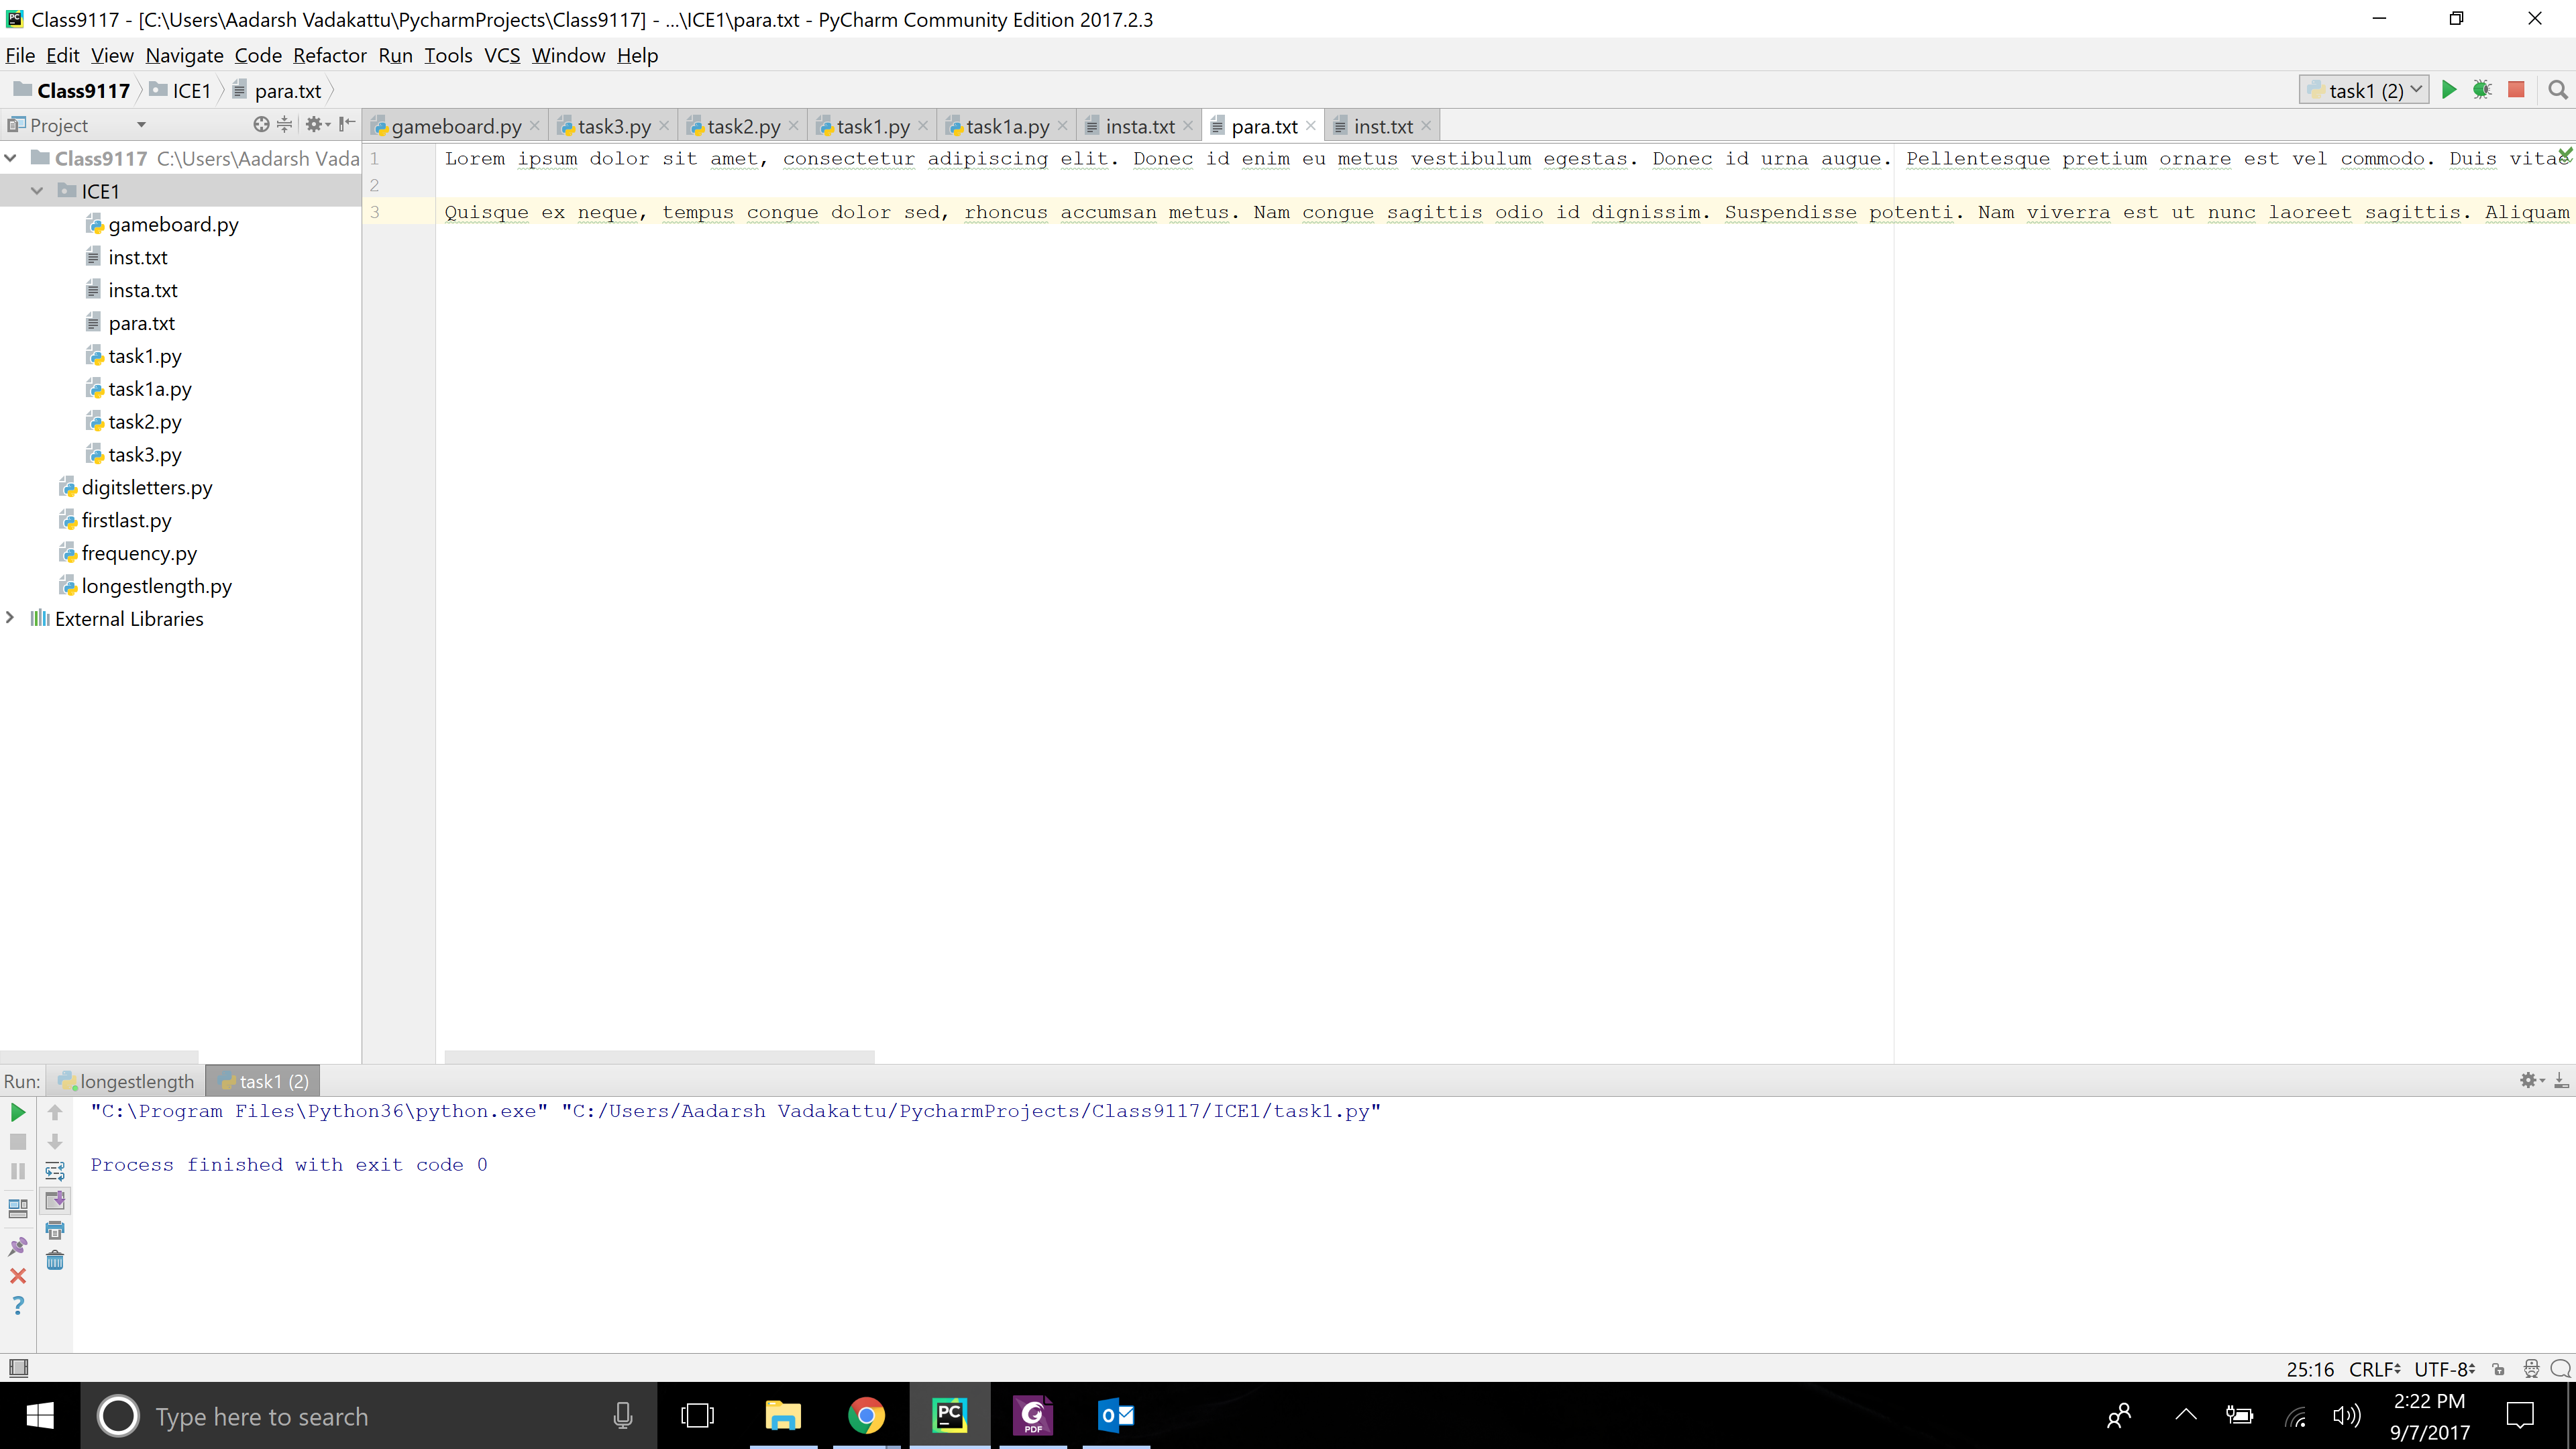 Class9117 - [C:\Users\Aadarsh Vadakattu\PycharmProjects\Class9117] - ...\ICE1\para.txt - PyCharm Community Edition 2017.2.3
File Edit View Navigate Code Refactor Run Tools VCS Window Help
Class9117 ICE1 para.txt task1 (2)
Project gameboard.py task3.py task2.py task1.py task1a.py insta.txt para.txt inst.txt
Class9117 C:\Users\Aadarsh Vada
ICE1
gameboard.py
inst.txt
insta.txt
para.txt
task1.py
task1a.py
task2.py
task3.py
digitsletters.py
firstlast.py
frequency.py
longestlength.py
External Libraries
1 Lorem ipsum dolor sit amet, consectetur adipiscing elit. Donec id enim eu metus vestibulum egestas. Donec id urna augue. Pellentesque pretium ornare est vel commodo. Duis vitae
2
3 Quisque ex neque, tempus congue dolor sed, rhoncus accumsan metus. Nam congue sagittis odio id dignissim. Suspendisse potenti. Nam viverra est ut nunc laoreet sagittis. Aliquam
Run: longestlength task1 (2)
"C:\Program Files\Python36\python.exe" "C:/Users/Aadarsh Vadakattu/PycharmProjects/Class9117/ICE1/task1.py"
Process finished with exit code 0
25:16 CRLF UTF-8
Type here to search
PC
PDF
2:22 PM
9/7/2017